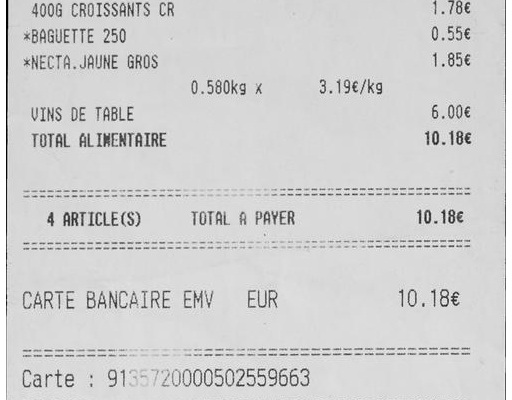 400G CROISSANTS CR 1.78€
*BAGUETTE 250 0.55€
*NECTA.JAUNE GROS 1.85€
0.580kg x 3.19€/kg
VINS DE TABLE 6.00€
TOTAL ALIMENTAIRE 10.18€
================================================
4 ARTICLE(S) TOTAL A PAYER 10.18€
================================================
CARTE BANCAIRE EMV EUR 10.18€
================================================
Carte : 9135720000502559663